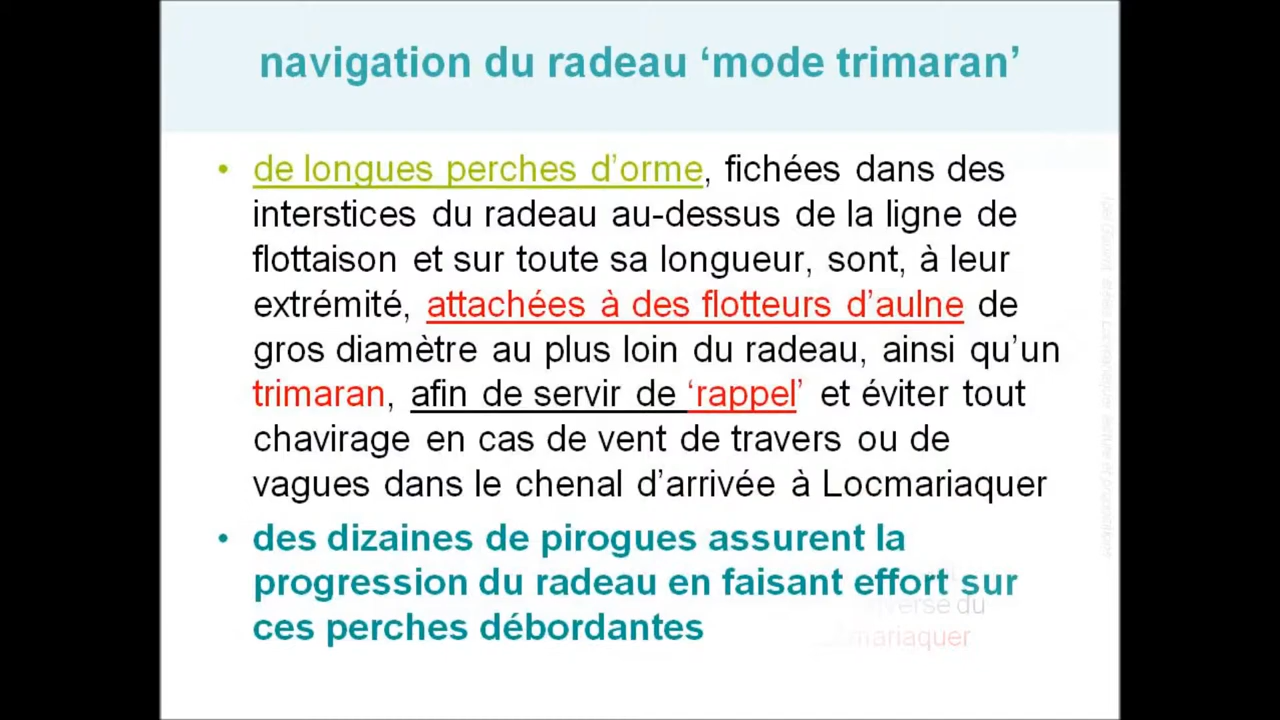 navigation du radeau ‘mode trimaran’
• de longues perches d’orme, fichées dans des
interstices du radeau au-dessus de la ligne de
flottaison et sur toute sa longueur, sont, à leur
extrémité, attachées à des flotteurs d’aulne de
gros diamètre au plus loin du radeau, ainsi qu’un
trimaran, afin de servir de ‘rappel’ et éviter tout
chavirage en cas de vent de travers ou de
vagues dans le chenal d’arrivée à Locmariaquer
• des dizaines de pirogues assurent la
progression du radeau en faisant effort sur
ces perches débordantes
du
mariaquer